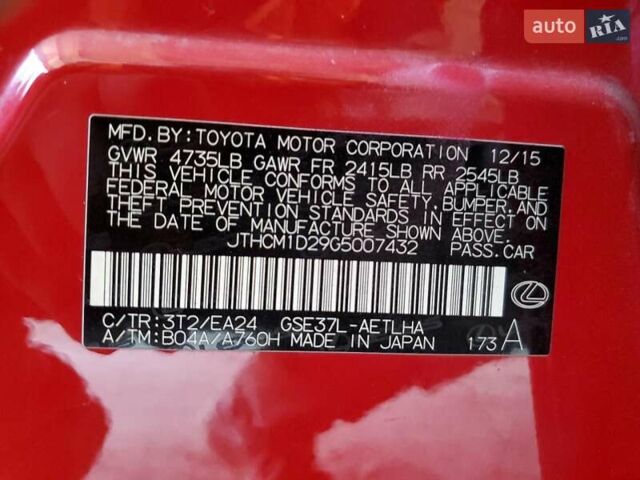 auto RIA.com
MFD. BY: TOYOTA MOTOR CORPORATION 12/15
GVWR 4735LB GAWR FR 2415LB RR 2545LB
THIS VEHICLE CONFORMS TO ALL APPLICABLE
FEDERAL MOTOR VEHICLE SAFETY, BUMPER, AND
THEFT PREVENTION STANDARDS IN EFFECT ON
THE DATE OF MANUFACTURE SHOWN ABOVE.
JTHCM1D29G5007432 PASS.CAR
C/TR:3T2/EA24 GSE37L-AETLHA
A/TM:B04A/A760H MADE IN JAPAN 173A